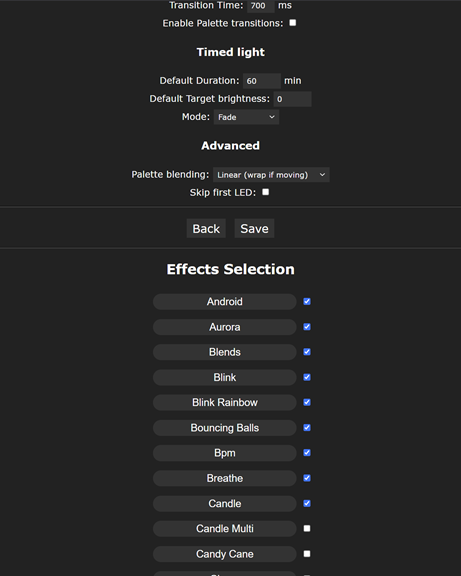 Transition Time: 700 ms
Enable Palette transitions:
Timed light
Default Duration: 60 min
Default Target brightness: 0
Mode: Fade
Advanced
Palette blending: Linear (wrap if moving)
Skip first LED:
Back Save
Effects Selection
Android
Aurora
Blends
Blink
Blink Rainbow
Bouncing Balls
Bpm
Breathe
Candle
Candle Multi
Candy Cane